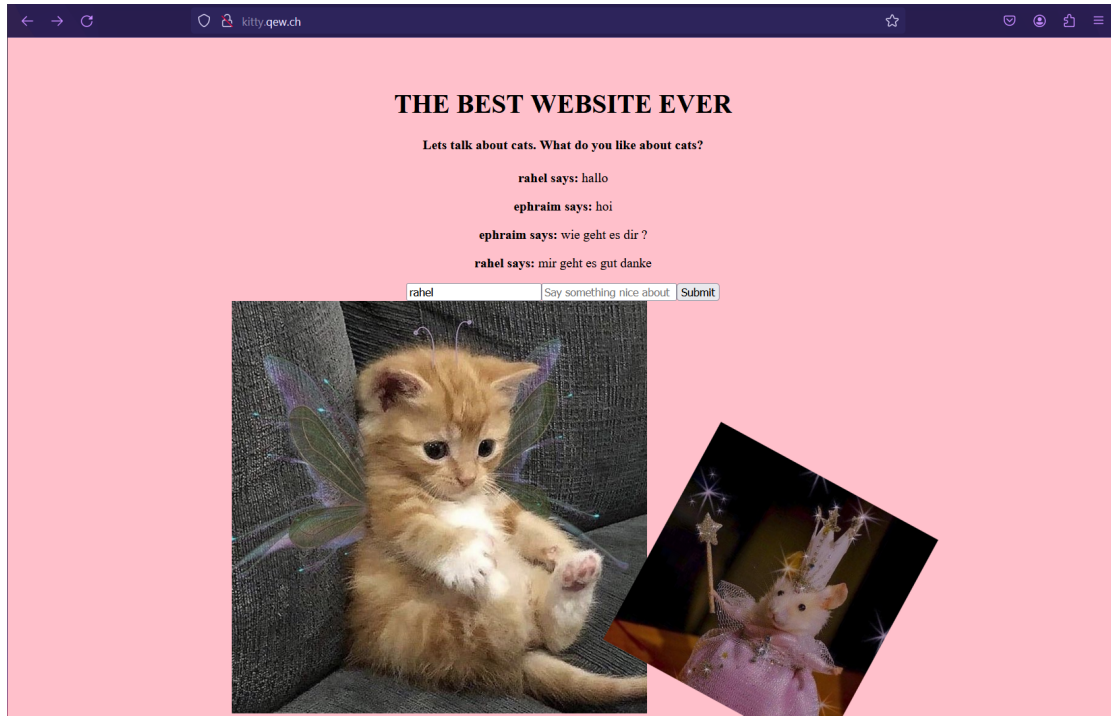 kitty.qew.ch
THE BEST WEBSITE EVER
Lets talk about cats. What do you like about cats?
rahel says: hallo
ephraim says: hoi
ephraim says: wie geht es dir ?
rahel says: mir geht es gut danke
rahel Say something nice about Submit